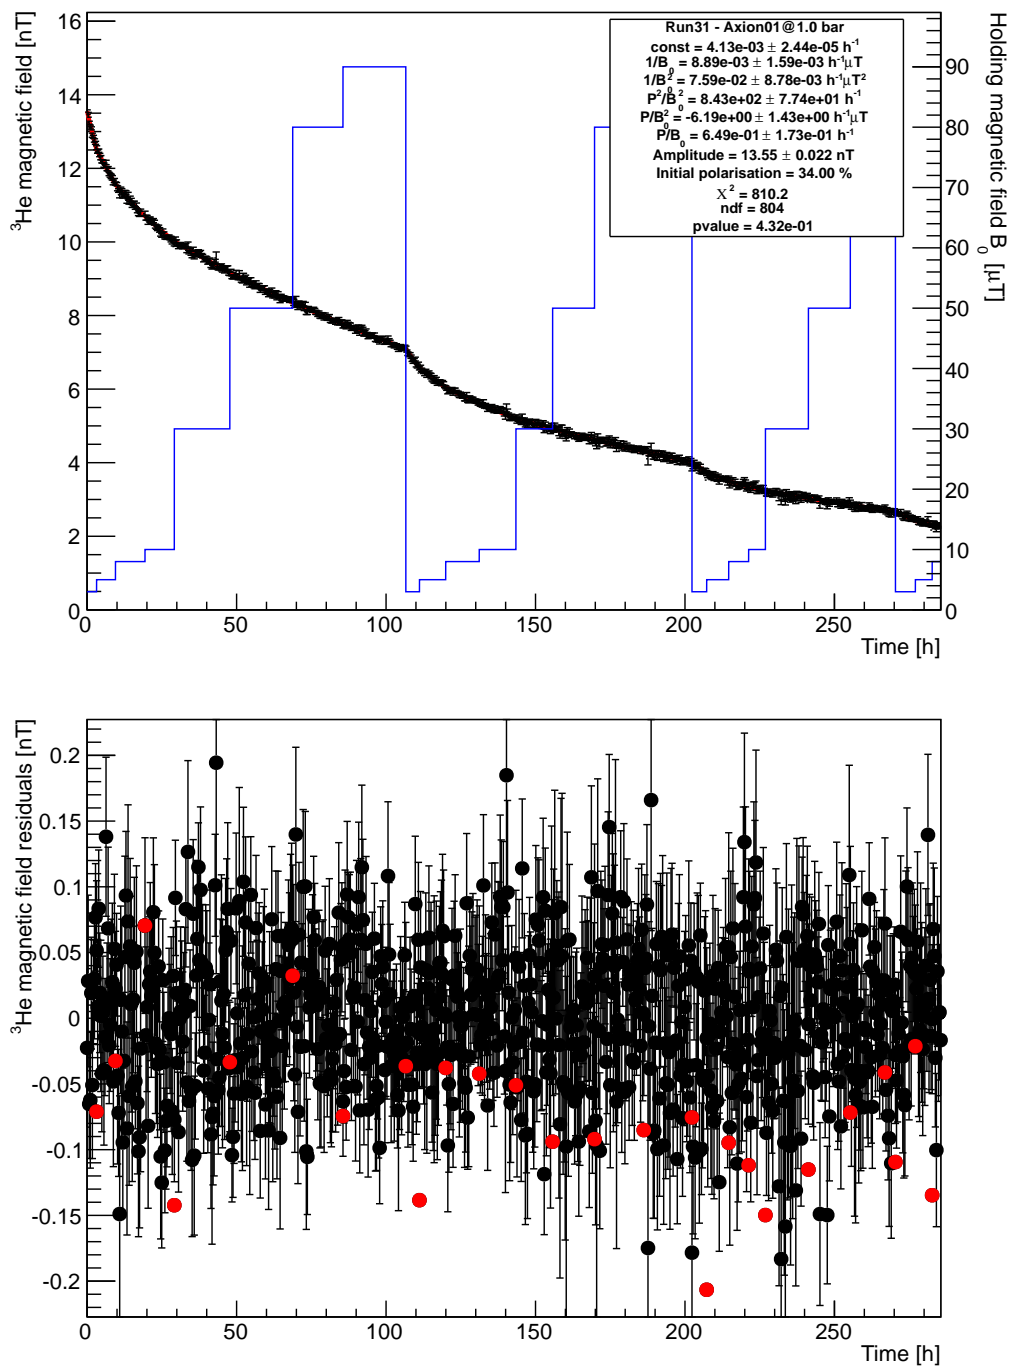 ³He magnetic field [nT]
16
14
12
10
8
6
4
2
0
Run31 - Axion01@1.0 bar
const = 4.13e-03 ± 2.44e-05 h⁻¹
1/B₀ = 8.89e-03 ± 1.59e-03 h⁻¹μT
1/B₀² = 7.59e-02 ± 8.78e-03 h⁻¹μT²
P²/B₀² = 8.43e+02 ± 7.74e+01 h⁻¹
P/B₀² = -6.19e+00 ± 1.43e+00 h⁻¹μT
P/B₀ = 6.49e-01 ± 1.73e-01 h⁻¹
Amplitude = 13.55 ± 0.022 nT
Initial polarisation = 34.00 %
Χ² = 810.2
ndf = 804
pvalue = 4.32e-01
90
80
70
60
50
40
30
20
10
0
Holding magnetic field B₀ [μT]
0 50 100 150 200 250
Time [h]
³He magnetic field residuals [nT]
0.2
0.15
0.1
0.05
0
-0.05
-0.1
-0.15
-0.2
0 50 100 150 200 250
Time [h]